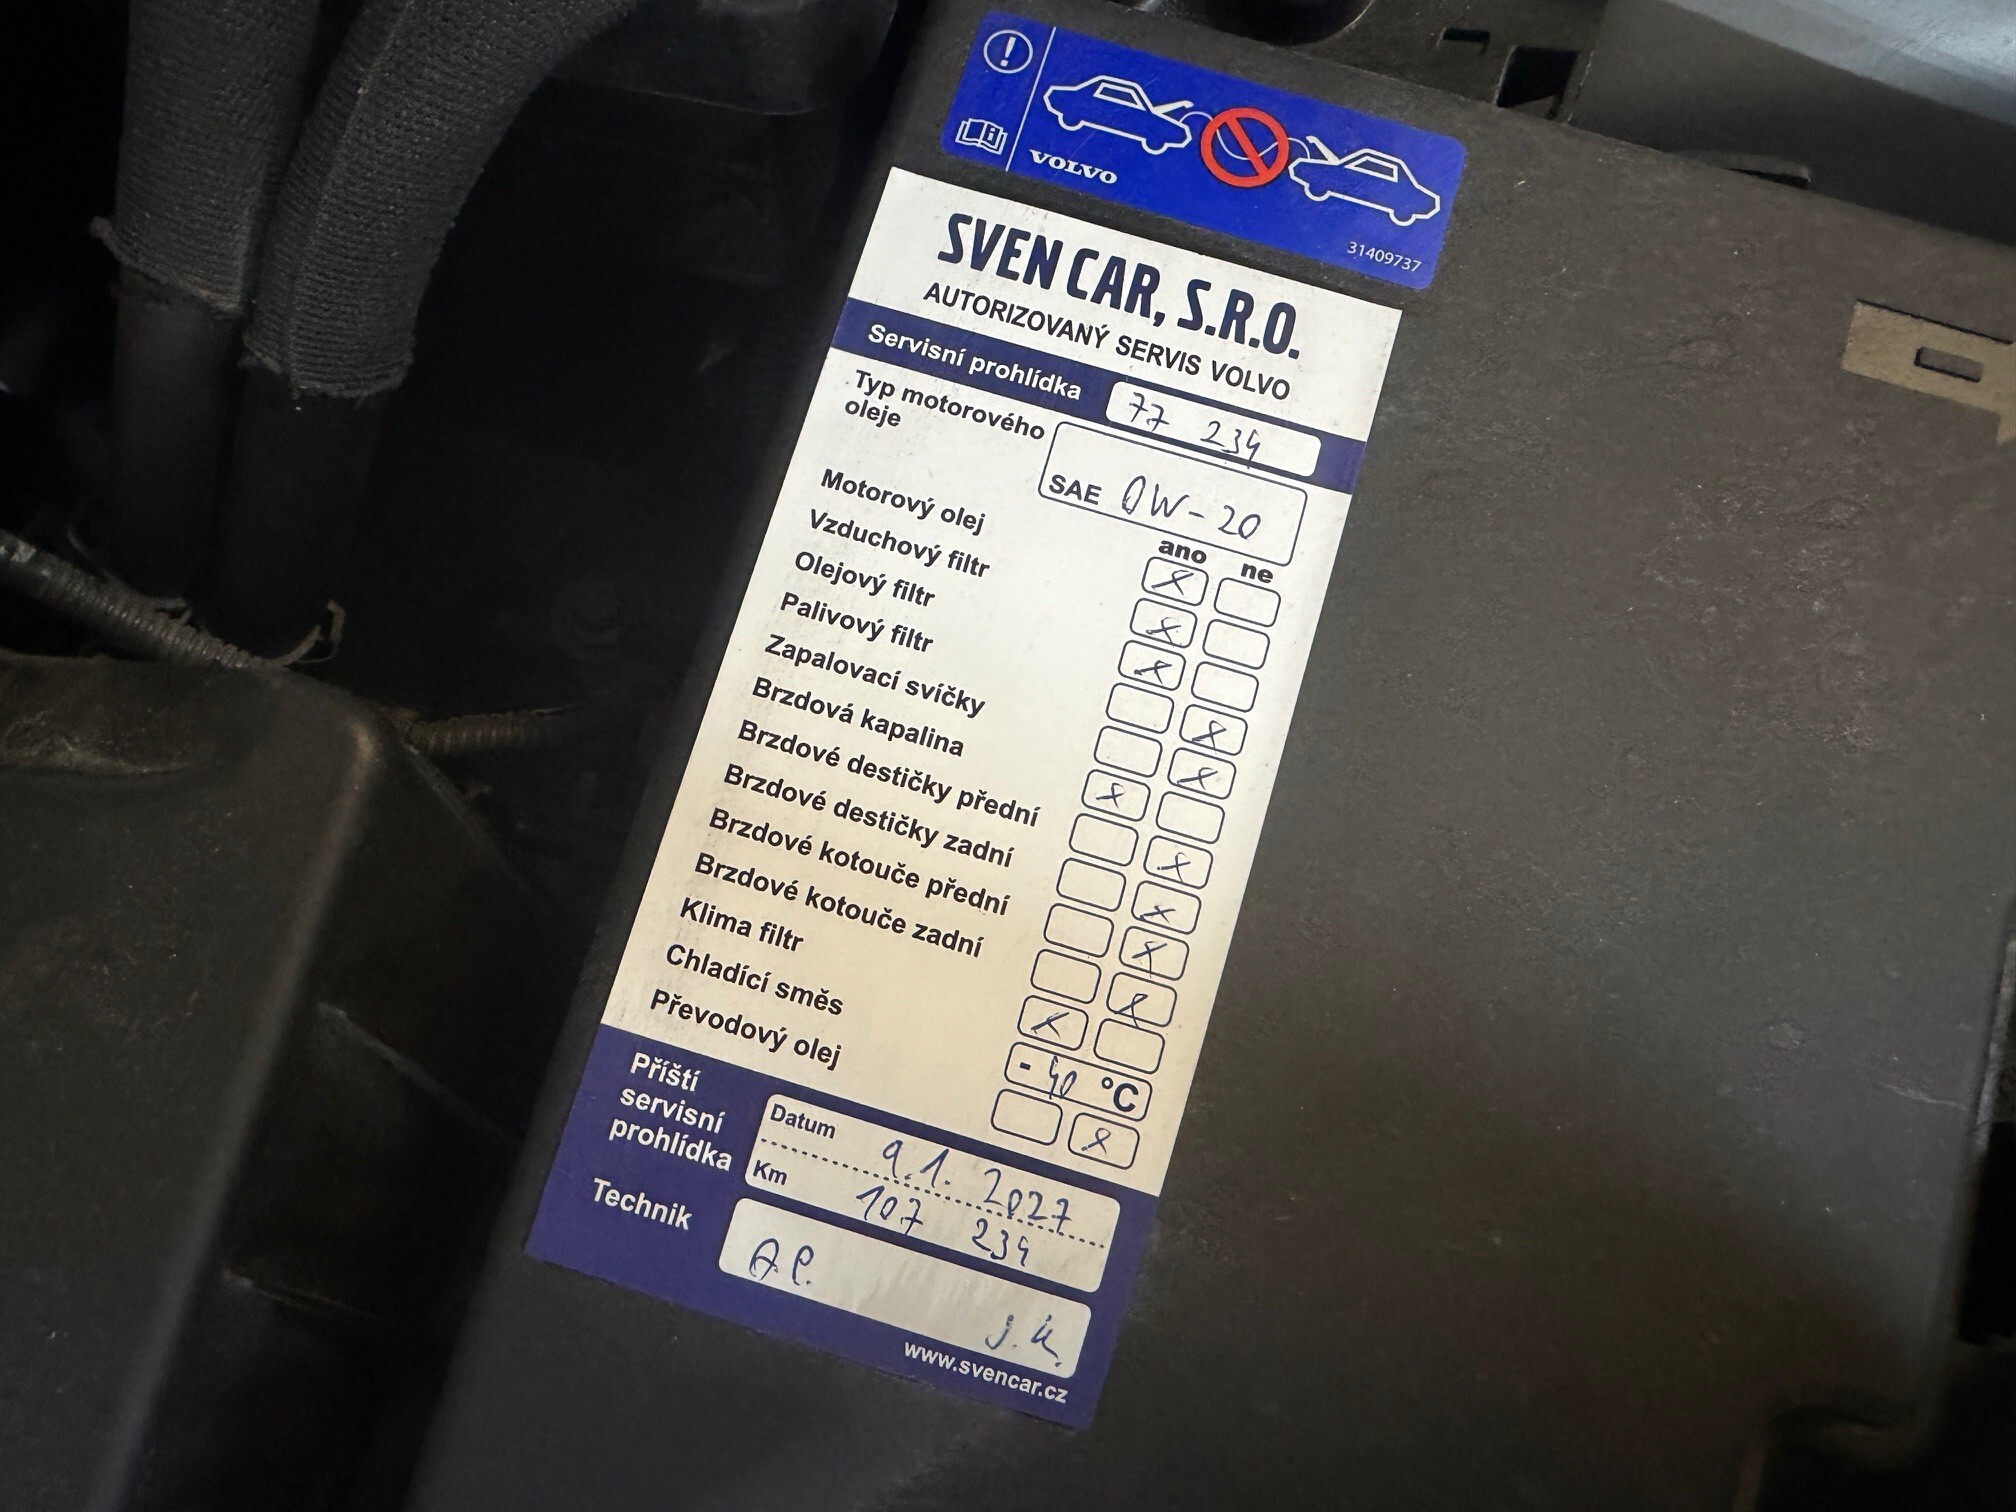 VOLVO
31409737
SVEN CAR, S.R.O.
AUTORIZOVANÝ SERVIS VOLVO
Servisní prohlídka 77 234
Typ motorového
oleje
SAE 0W-20
ano ne
Motorový olej
Vzduchový filtr
Olejový filtr
Palivový filtr
Zapalovací svíčky
Brzdová kapalina
Brzdové destičky přední
Brzdové destičky zadní
Brzdové kotouče přední
Brzdové kotouče zadní
Klima filtr
Chladící směs - 40 °C
Převodový olej
Příští
servisní
prohlídka
Datum 9.1. 2027
Km 107 234
Technik
www.svencar.cz